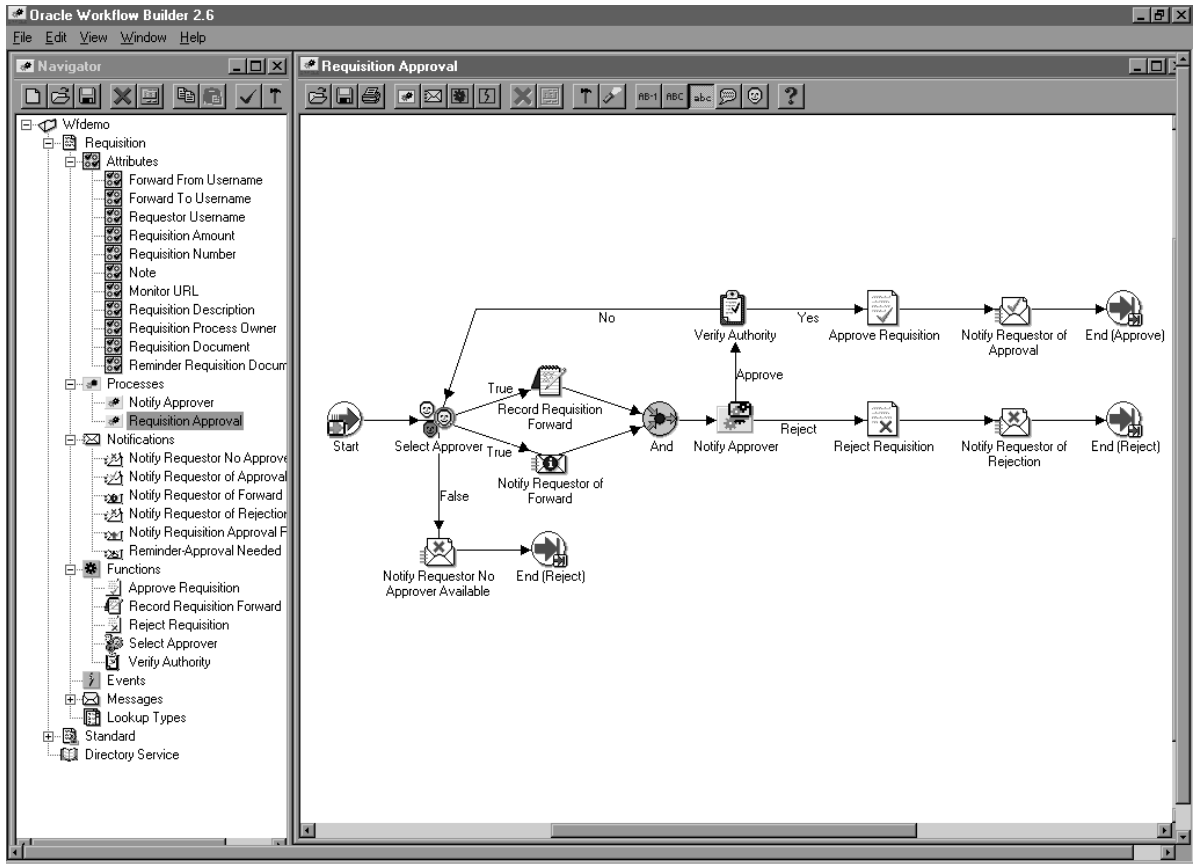 Oracle Workflow Builder 2.6
File Edit View Window Help
Navigator
Wfdemo
Requisition
Attributes
Forward From Username
Forward To Username
Requestor Username
Requisition Amount
Requisition Number
Note
Monitor URL
Requisition Description
Requisition Process Owner
Requisition Document
Reminder Requisition Docum
Processes
Notify Approver
Requisition Approval
Notifications
Notify Requestor No Approve
Notify Requestor of Approval
Notify Requestor of Forward
Notify Requestor of Rejection
Notify Requisition Approval F
Reminder-Approval Needed
Functions
Approve Requisition
Record Requisition Forward
Reject Requisition
Select Approver
Verify Authority
Events
Messages
Lookup Types
Standard
Directory Service
Requisition Approval
AB-1 ABC abc
No
Verify Authority
Yes
Approve Requisition
Notify Requestor of
Approval
End (Approve)
Approve
True
Record Requisition
Forward
Start
Select Approver
True
And
Notify Approver
Reject
Reject Requisition
Notify Requestor of
Rejection
End (Reject)
Notify Requestor of
Forward
False
Notify Requestor No
Approver Available
End (Reject)